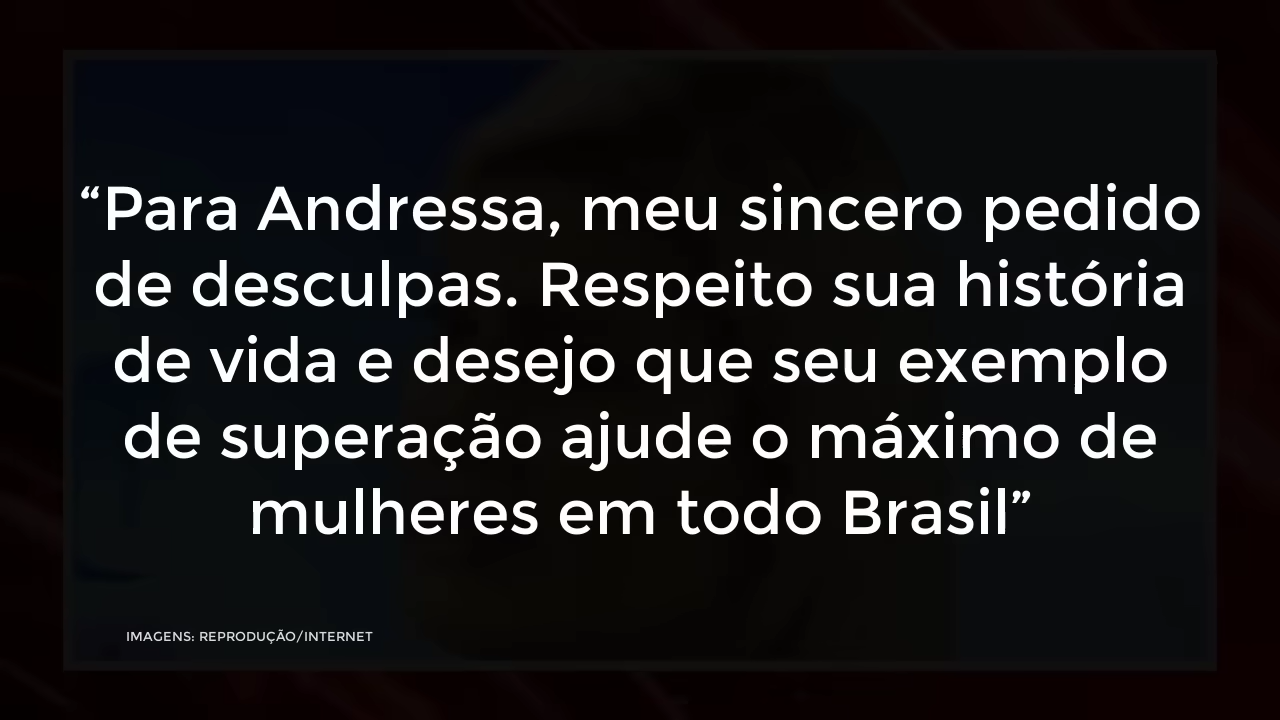 “Para Andressa, meu sincero pedido
de desculpas. Respeito sua história
de vida e desejo que seu exemplo
de superação ajude o máximo de
mulheres em todo Brasil”
IMAGENS: REPRODUÇÃO/INTERNET